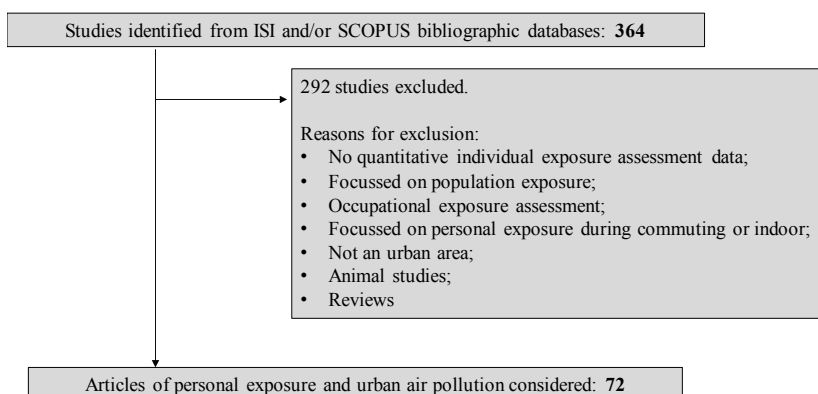 Studies identified from ISI and/or SCOPUS bibliographic databases: 364
292 studies excluded.
Reasons for exclusion:
• No quantitative individual exposure assessment data;
• Focussed on population exposure;
• Occupational exposure assessment;
• Focussed on personal exposure during commuting or indoor;
• Not an urban area;
• Animal studies;
• Reviews
Articles of personal exposure and urban air pollution considered: 72